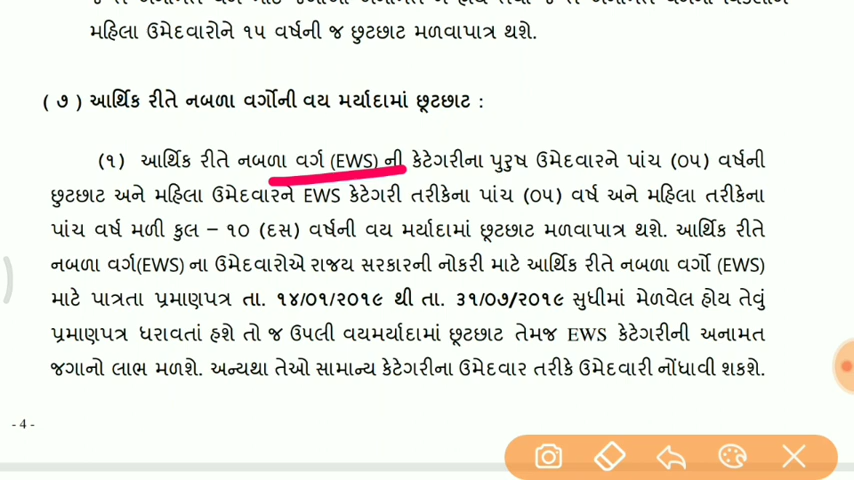 મહિલા ઉમેદવારોને ૧૫ વર્ષની જ છુટછાટ મળવાપાત્ર થશે.
( ૭ ) આર્થિક રીતે નબળા વર્ગોની વય મર્યાદામાં છૂટછાટ :
(૧) આર્થિક રીતે નબળા વર્ગ (EWS) ની કેટેગરીના પુરુષ ઉમેદવારને પાંચ (૦૫) વર્ષની
છુટછાટ અને મહિલા ઉમેદવારને EWS કેટેગરી તરીકેના પાંચ (૦૫) વર્ષ અને મહિલા તરીકેના
પાંચ વર્ષ મળી કુલ – ૧૦ (દસ) વર્ષની વય મર્યાદામાં છૂટછાટ મળવાપાત્ર થશે. આર્થિક રીતે
નબળા વર્ગ(EWS) ના ઉમેદવારોએ રાજય સરકારની નોકરી માટે આર્થિક રીતે નબળા વર્ગો (EWS)
માટે પાત્રતા પ્રમાણપત્ર તા. ૧૪/૦૧/૨૦૧૯ થી તા. ૩૧/૦૭/૨૦૧૯ સુધીમાં મેળવેલ હોય તેવું
પ્રમાણપત્ર ધરાવતાં હશે તો જ ઉપલી વયમર્યાદામાં છૂટછાટ તેમજ EWS કેટેગરીની અનામત
જગાનો લાભ મળશે. અન્યથા તેઓ સામાન્ય કેટેગરીના ઉમેદવાર તરીકે ઉમેદવારી નોંધાવી શકશે.
- 4 -